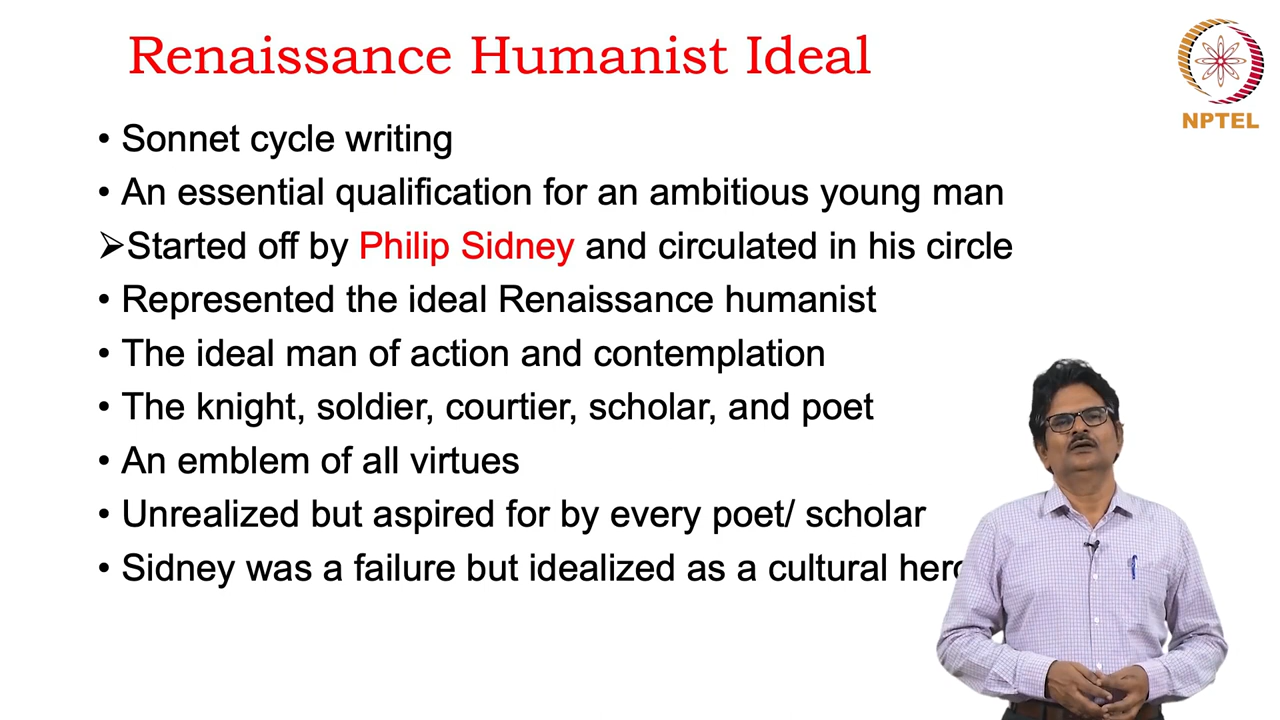 Renaissance Humanist Ideal
NPTEL
• Sonnet cycle writing
• An essential qualification for an ambitious young man
➢Started off by Philip Sidney and circulated in his circle
• Represented the ideal Renaissance humanist
• The ideal man of action and contemplation
• The knight, soldier, courtier, scholar, and poet
• An emblem of all virtues
• Unrealized but aspired for by every poet/ scholar
• Sidney was a failure but idealized as a cultural hero